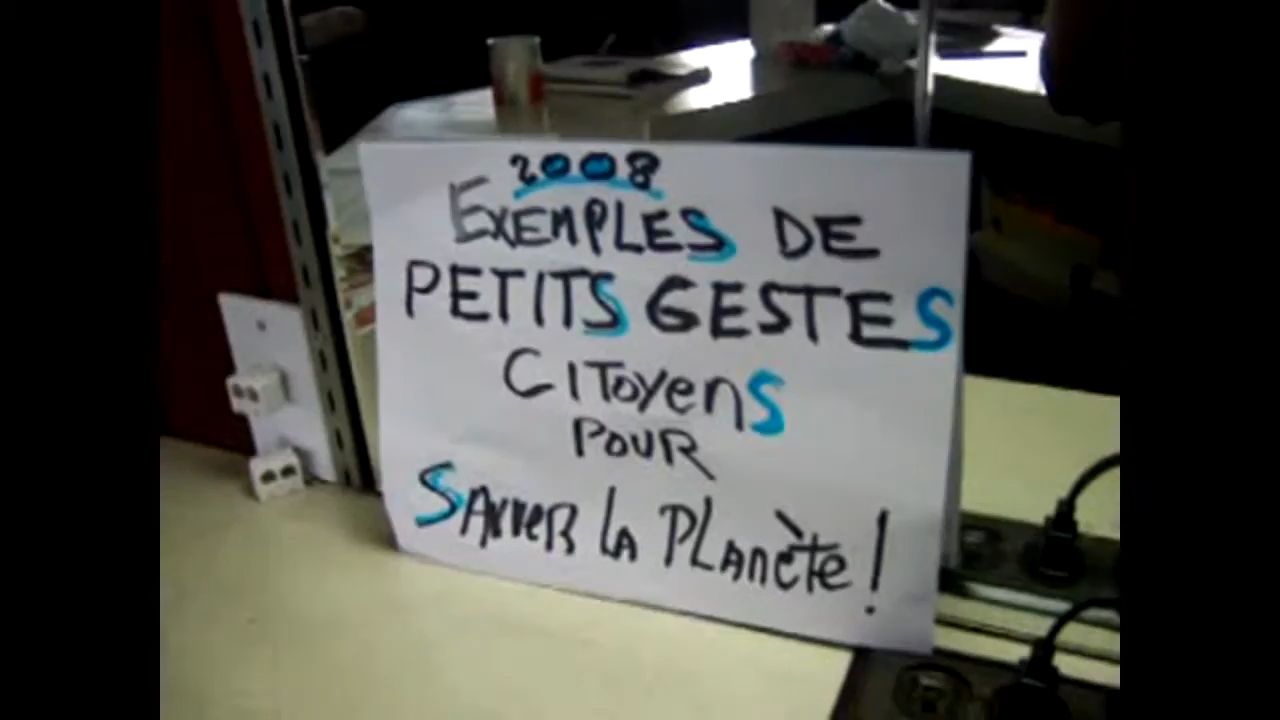 2008
EXEMPLES DE
PETITS GESTES
CITOYENS
POUR
SAUVER LA PLANÈTE !